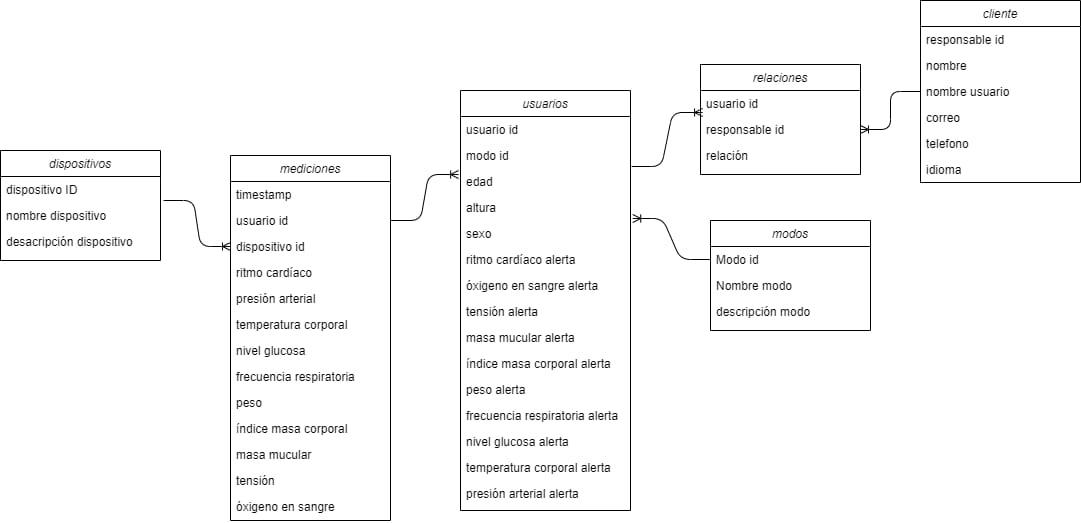 dispositivos
dispositivo ID
nombre dispositivo
desacripción dispositivo
mediciones
timestamp
usuario id
dispositivo id
ritmo cardíaco
presión arterial
temperatura corporal
nivel glucosa
frecuencia respiratoria
peso
índice masa corporal
masa mucular
tensión
óxigeno en sangre
usuarios
usuario id
modo id
edad
altura
sexo
ritmo cardíaco alerta
óxigeno en sangre alerta
tensión alerta
masa mucular alerta
índice masa corporal alerta
peso alerta
frecuencia respiratoria alerta
nivel glucosa alerta
temperatura corporal alerta
presión arterial alerta
relaciones
usuario id
responsable id
relación
modos
Modo id
Nombre modo
descripción modo
cliente
responsable id
nombre
nombre usuario
correo
telefono
idioma